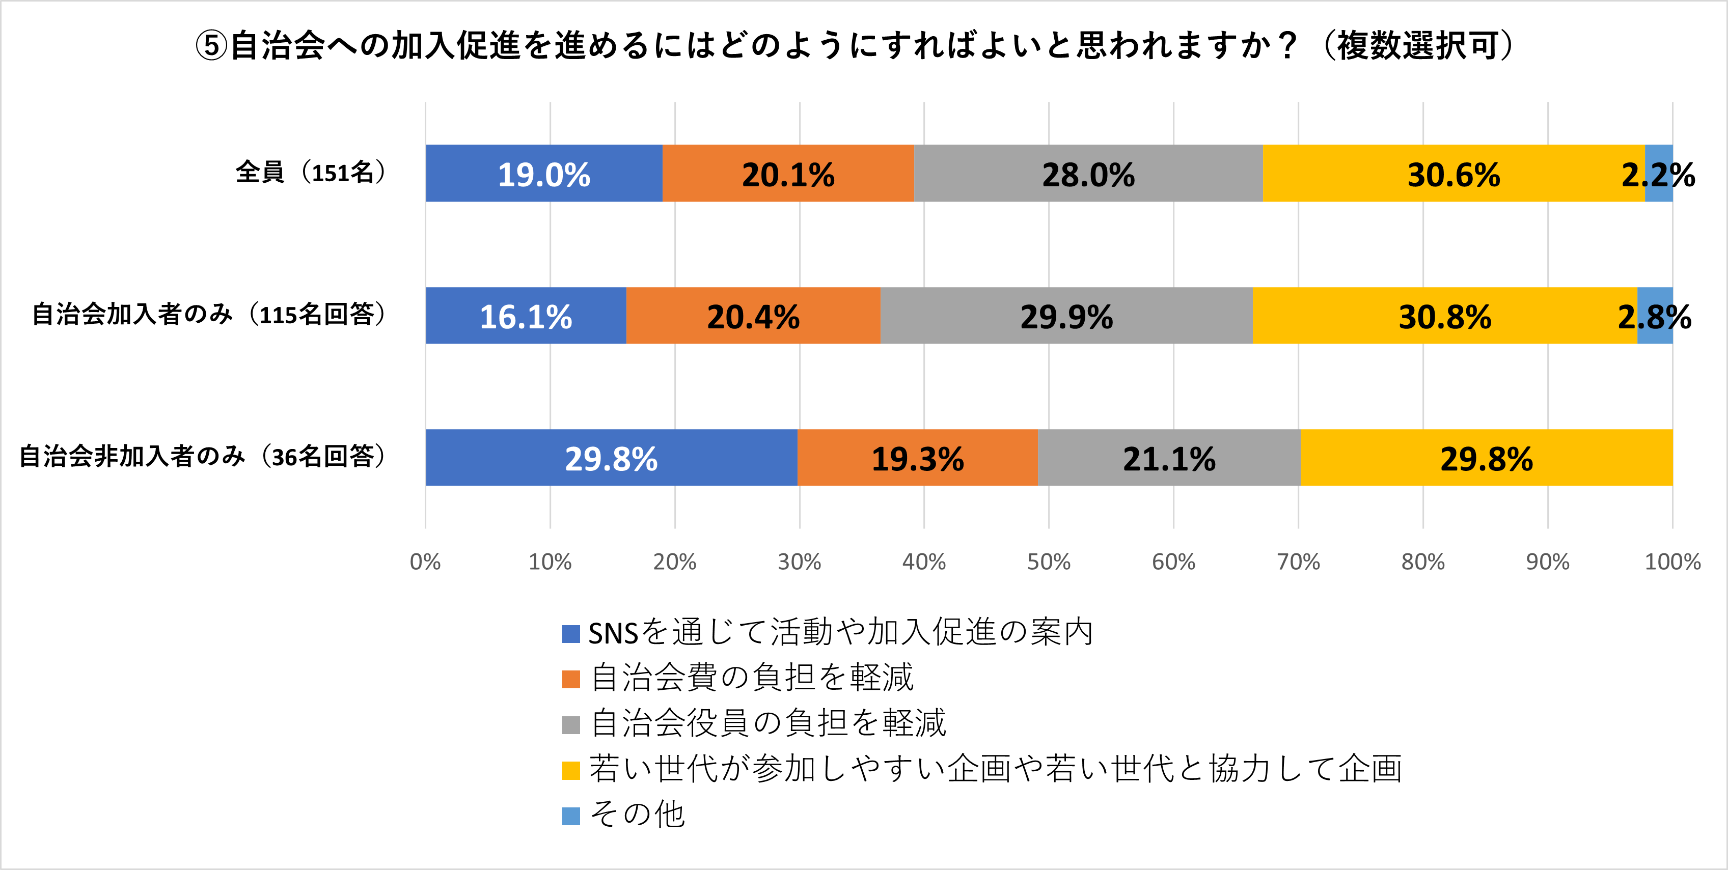 ⑤自治会への加入促進を進めるにはどのようにすればよいと思われますか？（複数選択可）
全員（151名）
19.0% 20.1% 28.0% 30.6% 2.2%
自治会加入者のみ（115名回答）
16.1% 20.4% 29.9% 30.8% 2.8%
自治会非加入者のみ（36名回答）
29.8% 19.3% 21.1% 29.8%
0% 10% 20% 30% 40% 50% 60% 70% 80% 90% 100%
SNSを通じて活動や加入促進の案内
自治会費の負担を軽減
自治会役員の負担を軽減
若い世代が参加しやすい企画や若い世代と協力して企画
その他